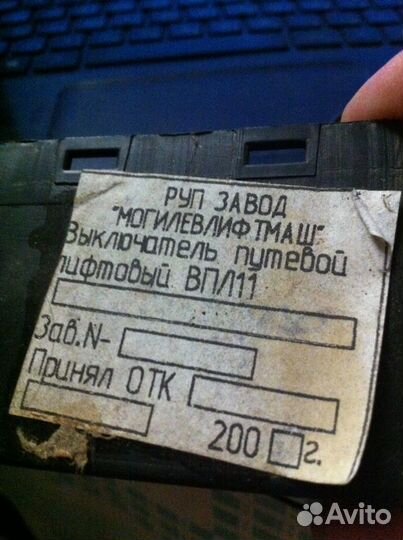 РУП ЗАВОД
"МОГИЛЕВЛИФТМАШ"
Выключатель путевой
лифтовый ВПЛ11
Зав.N-
Принял ОТК
200 г.
Avito